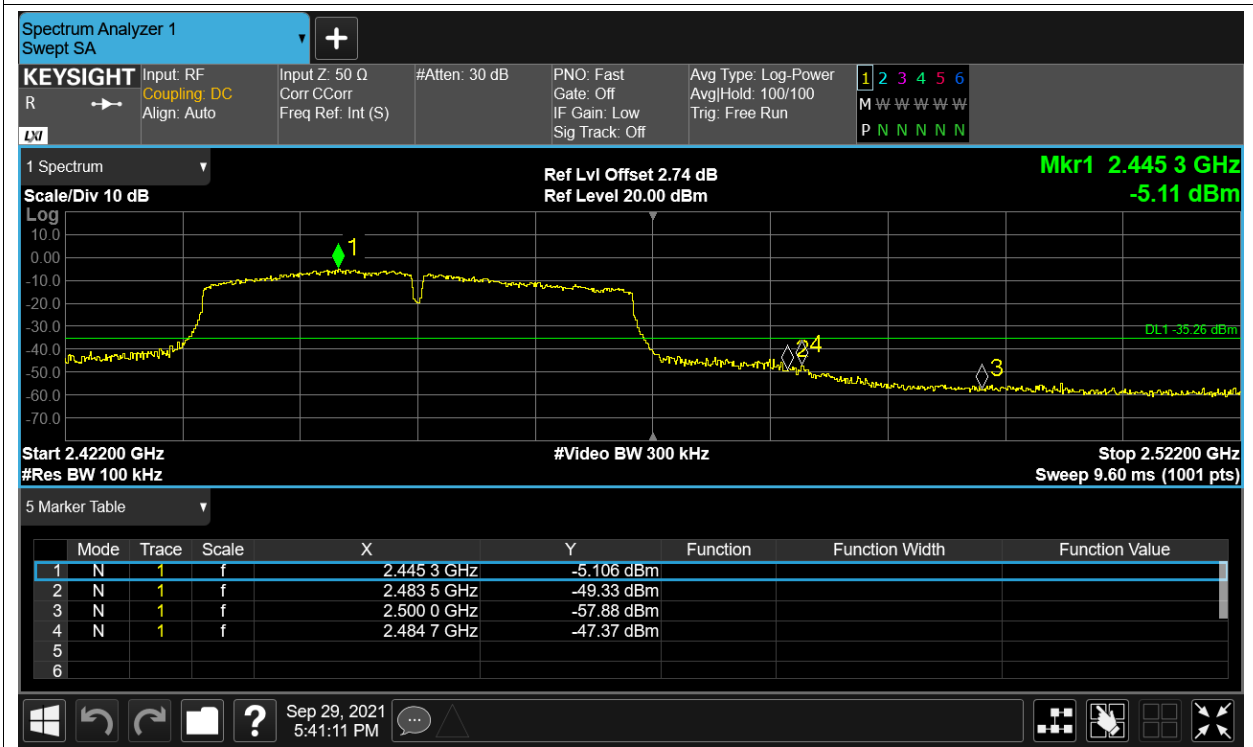 Spectrum Analyzer 1
Swept SA
KEYSIGHT Input: RF Input Z: 50 Ω #Atten: 30 dB PNO: Fast Avg Type: Log-Power 1 2 3 4 5 6
R Coupling: DC Corr CCorr Gate: Off Avg|Hold: 100/100 M W W W W W W
Align: Auto Freq Ref: Int (S) IF Gain: Low Trig: Free Run
LXI Sig Track: Off P N N N N N N
1 Spectrum Ref Lvl Offset 2.74 dB Mkr1 2.445 3 GHz
Scale/Div 10 dB Ref Level 20.00 dBm -5.11 dBm
Log
10.0
0.00 1
-10.0
-20.0
-30.0 DL1 -35.26 dBm
-40.0 2 4
-50.0 3
-60.0
-70.0
Start 2.42200 GHz #Video BW 300 kHz Stop 2.52200 GHz
#Res BW 100 kHz Sweep 9.60 ms (1001 pts)
5 Marker Table
Mode Trace Scale X Y Function Function Width Function Value
1 N 1 f 2.445 3 GHz -5.106 dBm
2 N 1 f 2.483 5 GHz -49.33 dBm
3 N 1 f 2.500 0 GHz -57.88 dBm
4 N 1 f 2.484 7 GHz -47.37 dBm
5
6
? Sep 29, 2021
5:41:11 PM